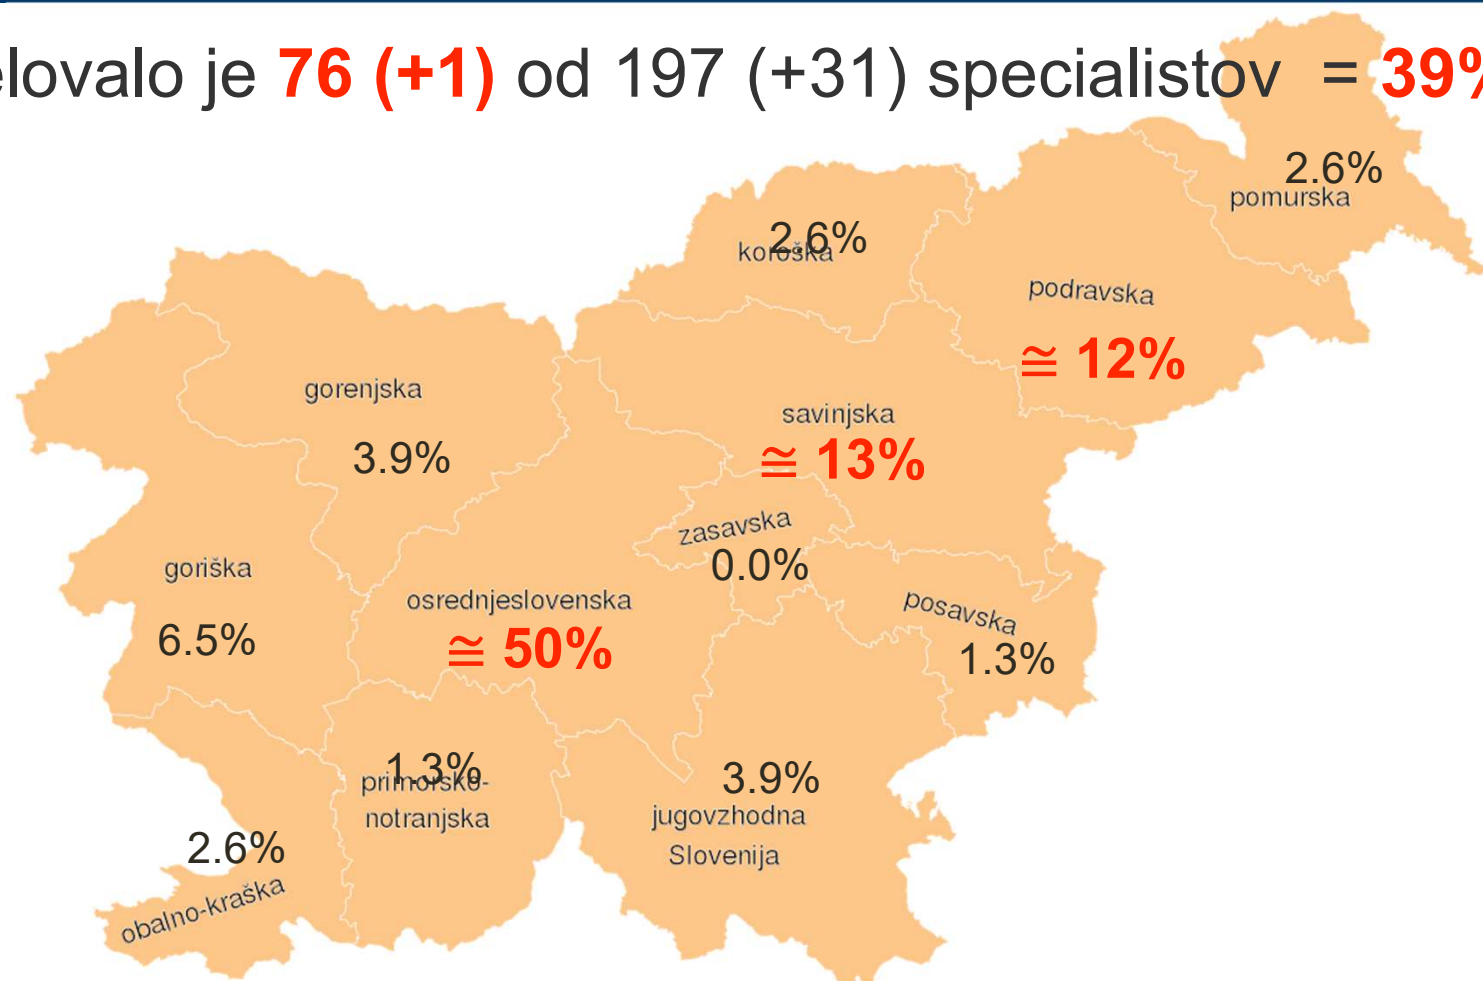 elovalo je 76 (+1) od 197 (+31) specialistov = 39%
2.6%
pomurska
2.6%
koroška
podravska
≅ 12%
gorenjska
3.9%
savinjska
≅ 13%
zasavska
0.0%
goriška
6.5%
osrednjeslovenska
≅ 50%
posavska
1.3%
1.3%
primorsko-
notranjska
3.9%
jugovzhodna
Slovenija
2.6%
obalno-kraška